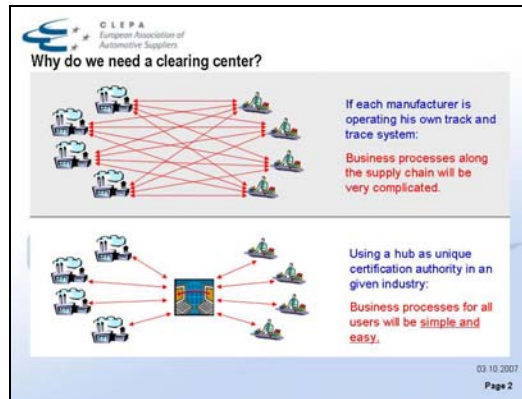 C L E P A
European Association of
Automotive Suppliers
Why do we need a clearing center?
If each manufacturer is
operating his own track and
trace system:
Business processes along
the supply chain will be
very complicated.
Using a hub as unique
certification authority in an
given industry:
Business processes for all
users will be simple and
easy.
03.10.2007
Page 2